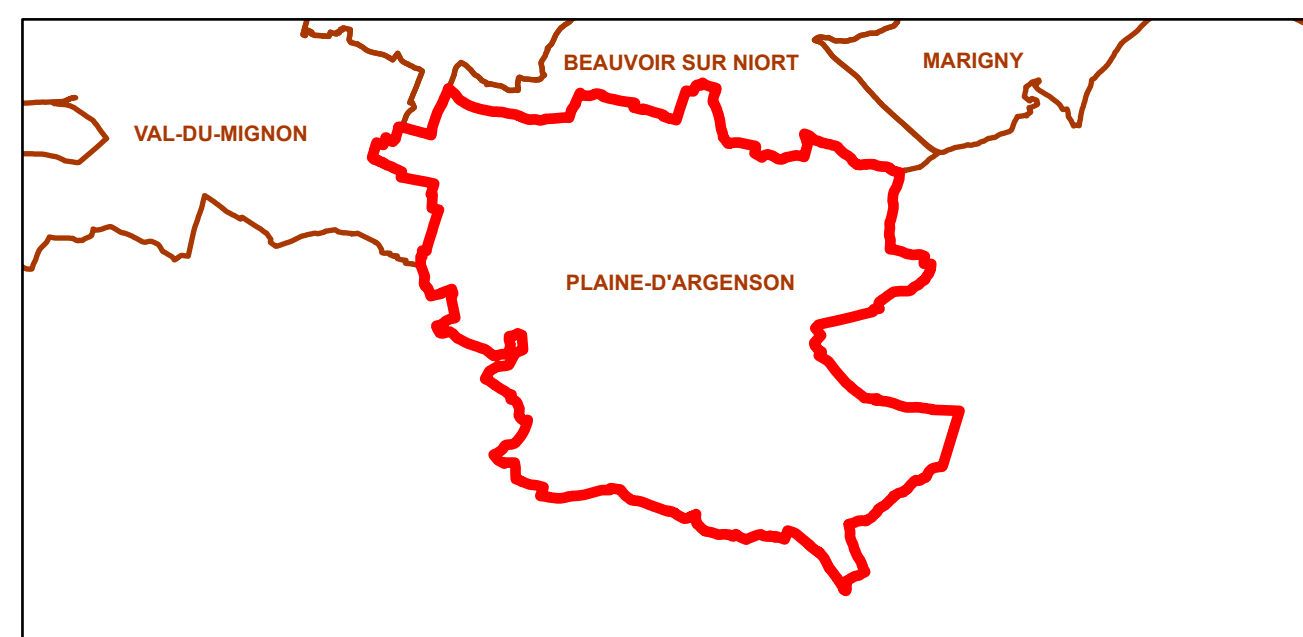 BEAUVOIR SUR NIORT
MARIGNY
VAL-DU-MIGNON
PLAINE-D'ARGENSON